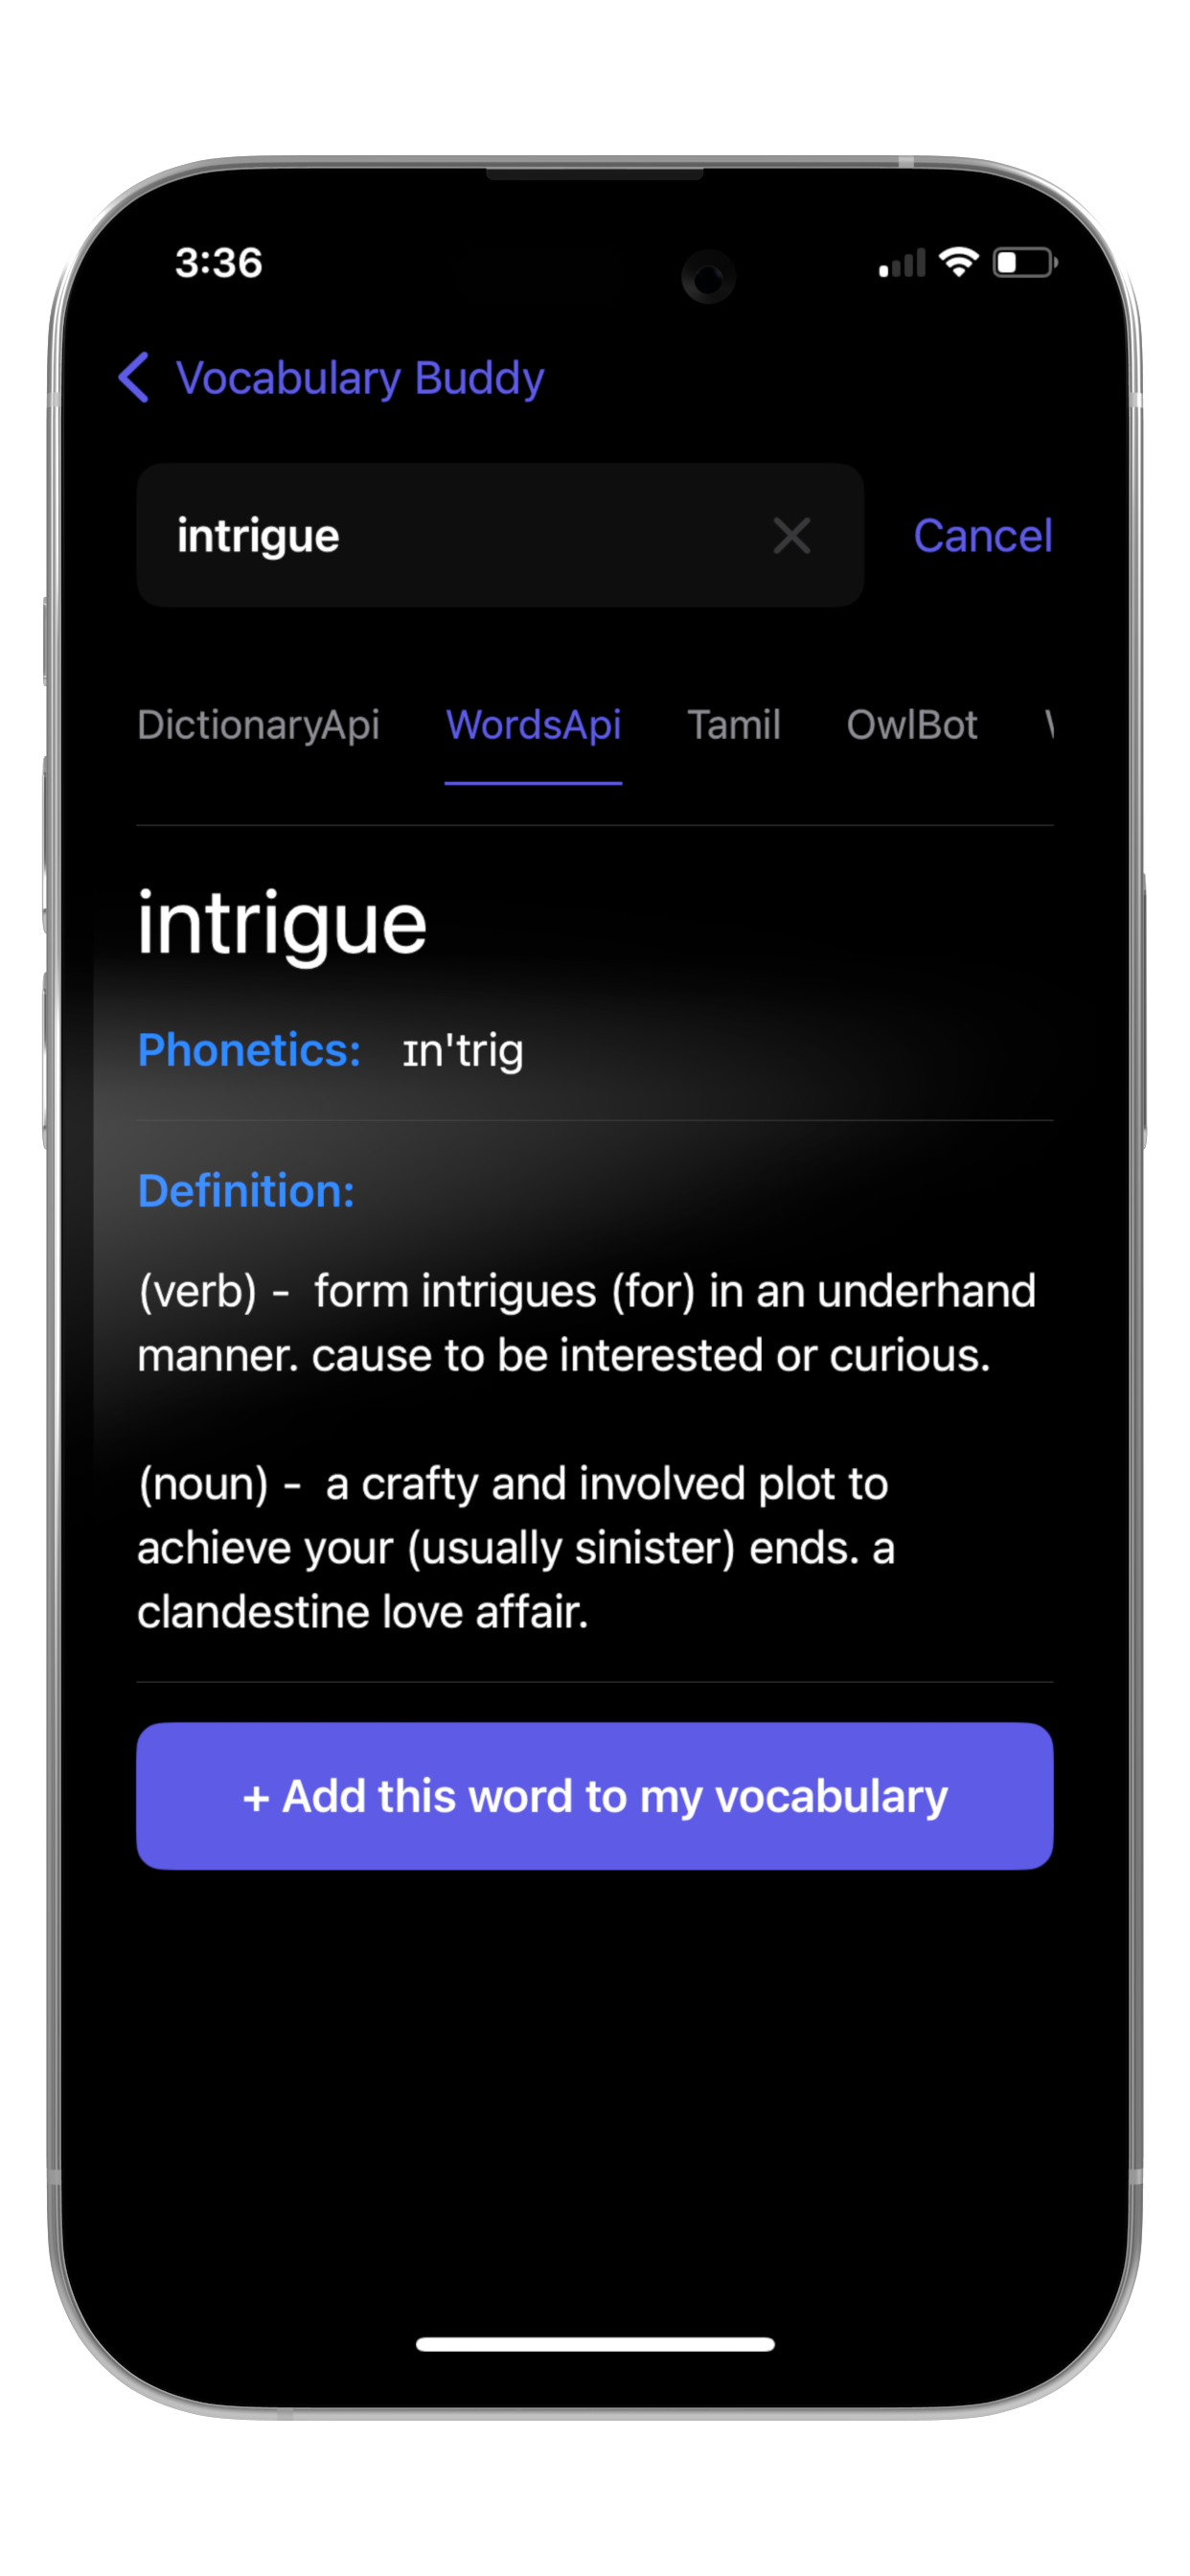 3:36
Vocabulary Buddy
intrigue
Cancel
DictionaryApi WordsApi Tamil OwlBot
intrigue
Phonetics: ɪn'trig
Definition:
(verb) - form intrigues (for) in an underhand
manner. cause to be interested or curious.
(noun) - a crafty and involved plot to
achieve your (usually sinister) ends. a
clandestine love affair.
+ Add this word to my vocabulary